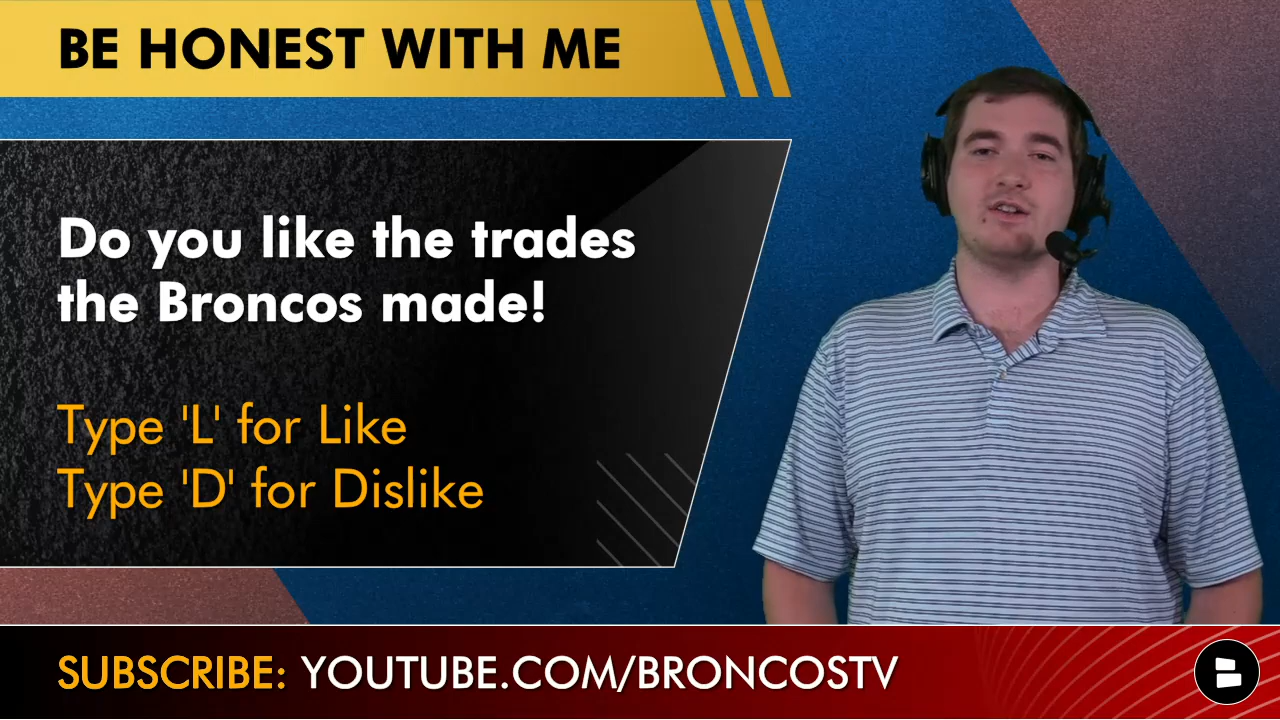 BE HONEST WITH ME
Do you like the trades
the Broncos made!
Type 'L' for Like
Type 'D' for Dislike
SUBSCRIBE: YOUTUBE.COM/BRONCOSTV